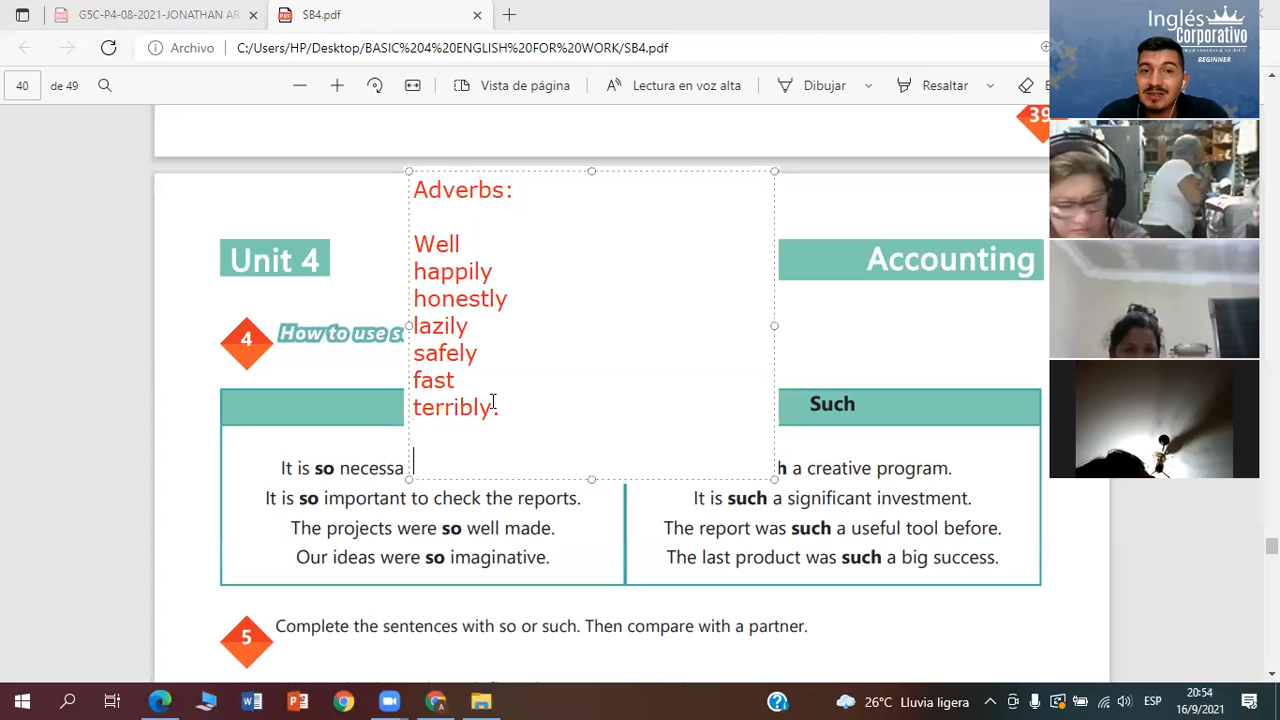 G5C-P4-08-2021-JONATHAN AR
SB4.pdf
Archivo
C:/Users/HP/Desktop/BASIC%204%20ENGLISH%20FOR%20WORK/SB4.pdf
40
de 49
Vista de página
Lectura en voz alta
Dibujar
Resaltar
Inglés
Corporativo
BEGINNER
39
Adverbs:
Well
happily
honestly
lazily
safely
fast
terribly.
Unit 4
Accounting
4
How to use s
Such
It is so necessa
h a creative program.
It is so important to check the reports.
It is such a significant investment.
The projects were so well made.
The report was such a useful tool before.
Our ideas were so imaginative.
The last product was such a big success.
5
Complete the sentences with so or such. Then compare with a partner.
26°C Lluvia ligera
ESP
20:54
16/9/2021